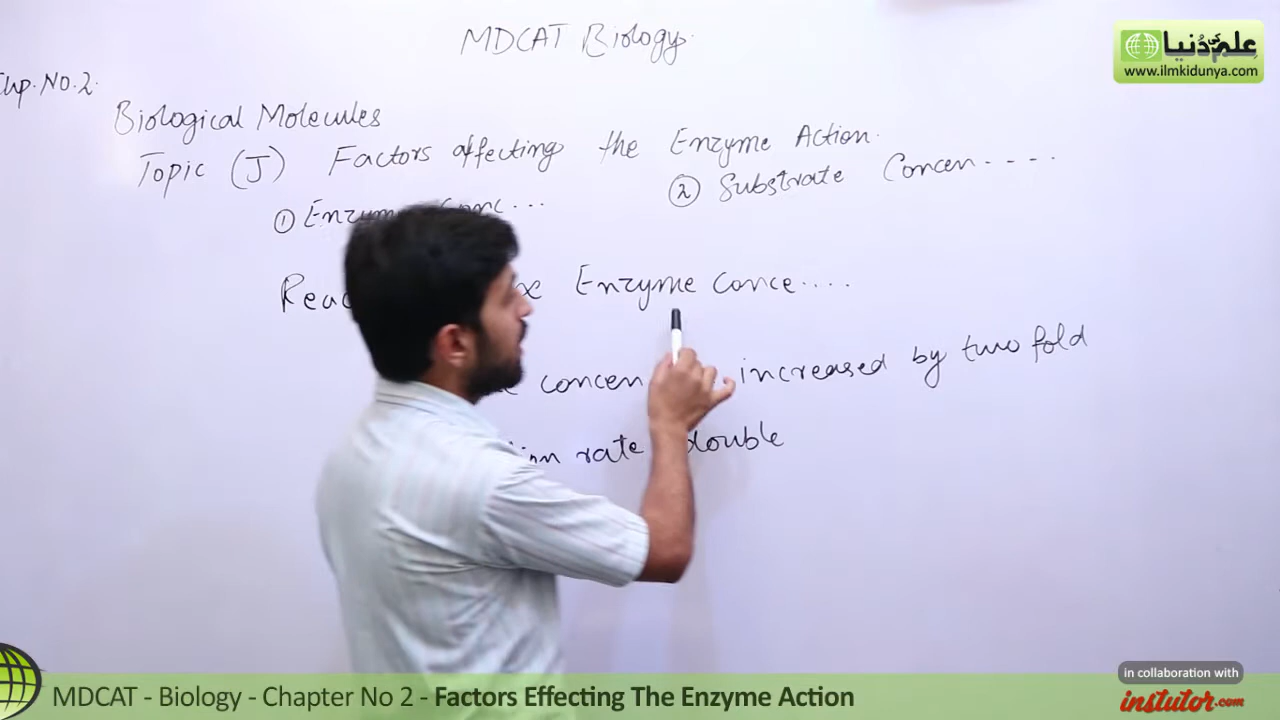 MDCAT Biology
علم کی دُنیا
www.ilmkidunya.com
Chp.No.2.
Biological Molecules
Topic (J) Factors affecting the Enzyme Action.
① Enzyme Conc... ② Substrate Concen....
Enzyme conce....
concen increased by two fold
rate double
in collaboration with
instutor.com
MDCAT - Biology - Chapter No 2 - Factors Effecting The Enzyme Action